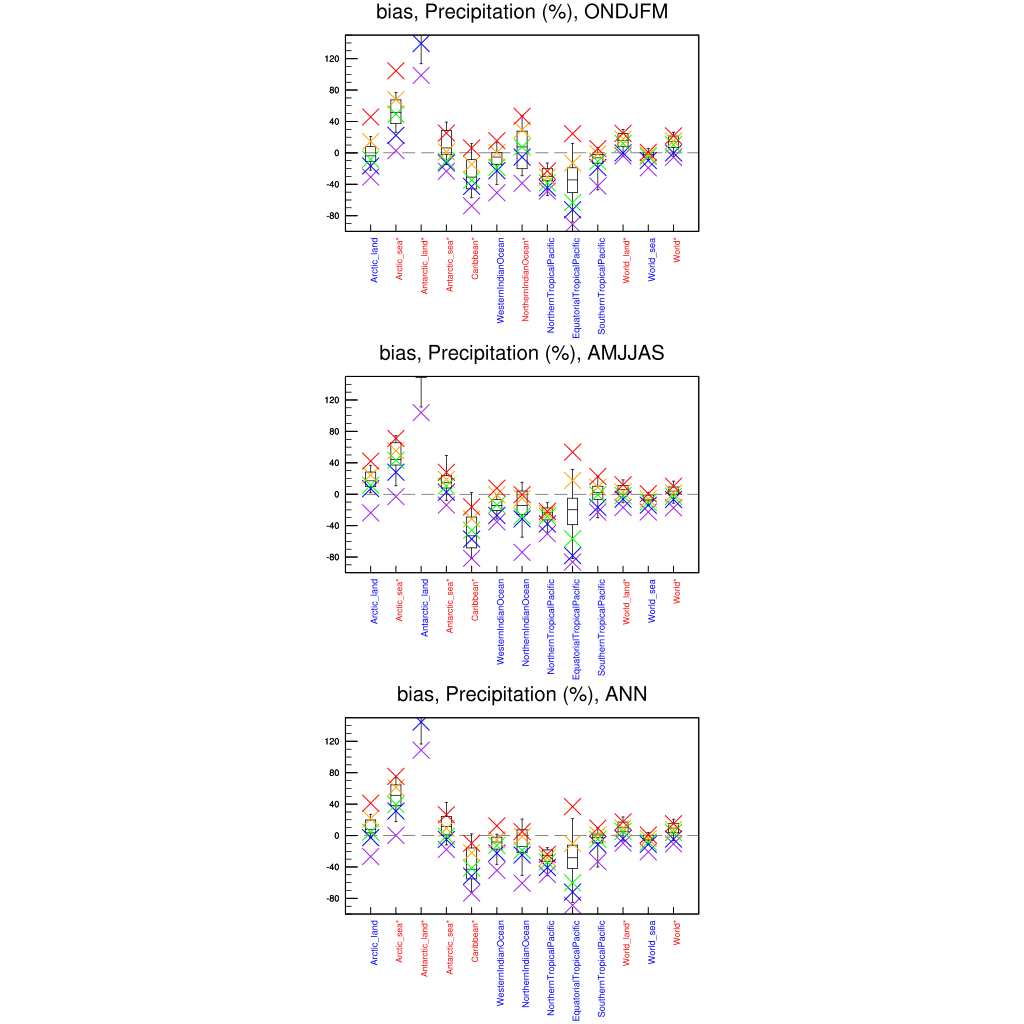 bias, Precipitation (%), ONDJFM
120
80
40
0
-40
-80
Arctic_land
Arctic_sea*
Antarctic_land*
Antarctic_sea*
Caribbean*
WesternIndianOcean
NorthernIndianOcean*
NorthernTropicalPacific
EquatorialTropicalPacific
SouthernTropicalPacific
World_land*
World_sea
World*
bias, Precipitation (%), AMJJAS
120
80
40
0
-40
-80
Arctic_land
Arctic_sea*
Antarctic_land
Antarctic_sea*
Caribbean*
WesternIndianOcean
NorthernIndianOcean
NorthernTropicalPacific
EquatorialTropicalPacific
SouthernTropicalPacific
World_land*
World_sea
World*
bias, Precipitation (%), ANN
120
80
40
0
-40
-80
Arctic_land
Arctic_sea*
Antarctic_land*
Antarctic_sea*
Caribbean*
WesternIndianOcean
NorthernIndianOcean
NorthernTropicalPacific
EquatorialTropicalPacific
SouthernTropicalPacific
World_land*
World_sea
World*